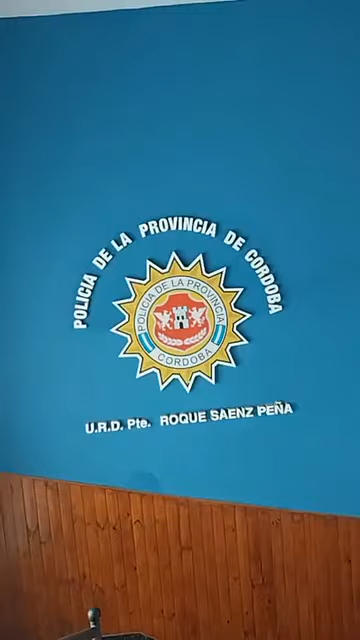 POLICIA DE LA PROVINCIA DE CORDOBA
POLICIA DE LA PROVINCIA
CORDOBA
U.R.D. Pte. ROQUE SAENZ PEÑA